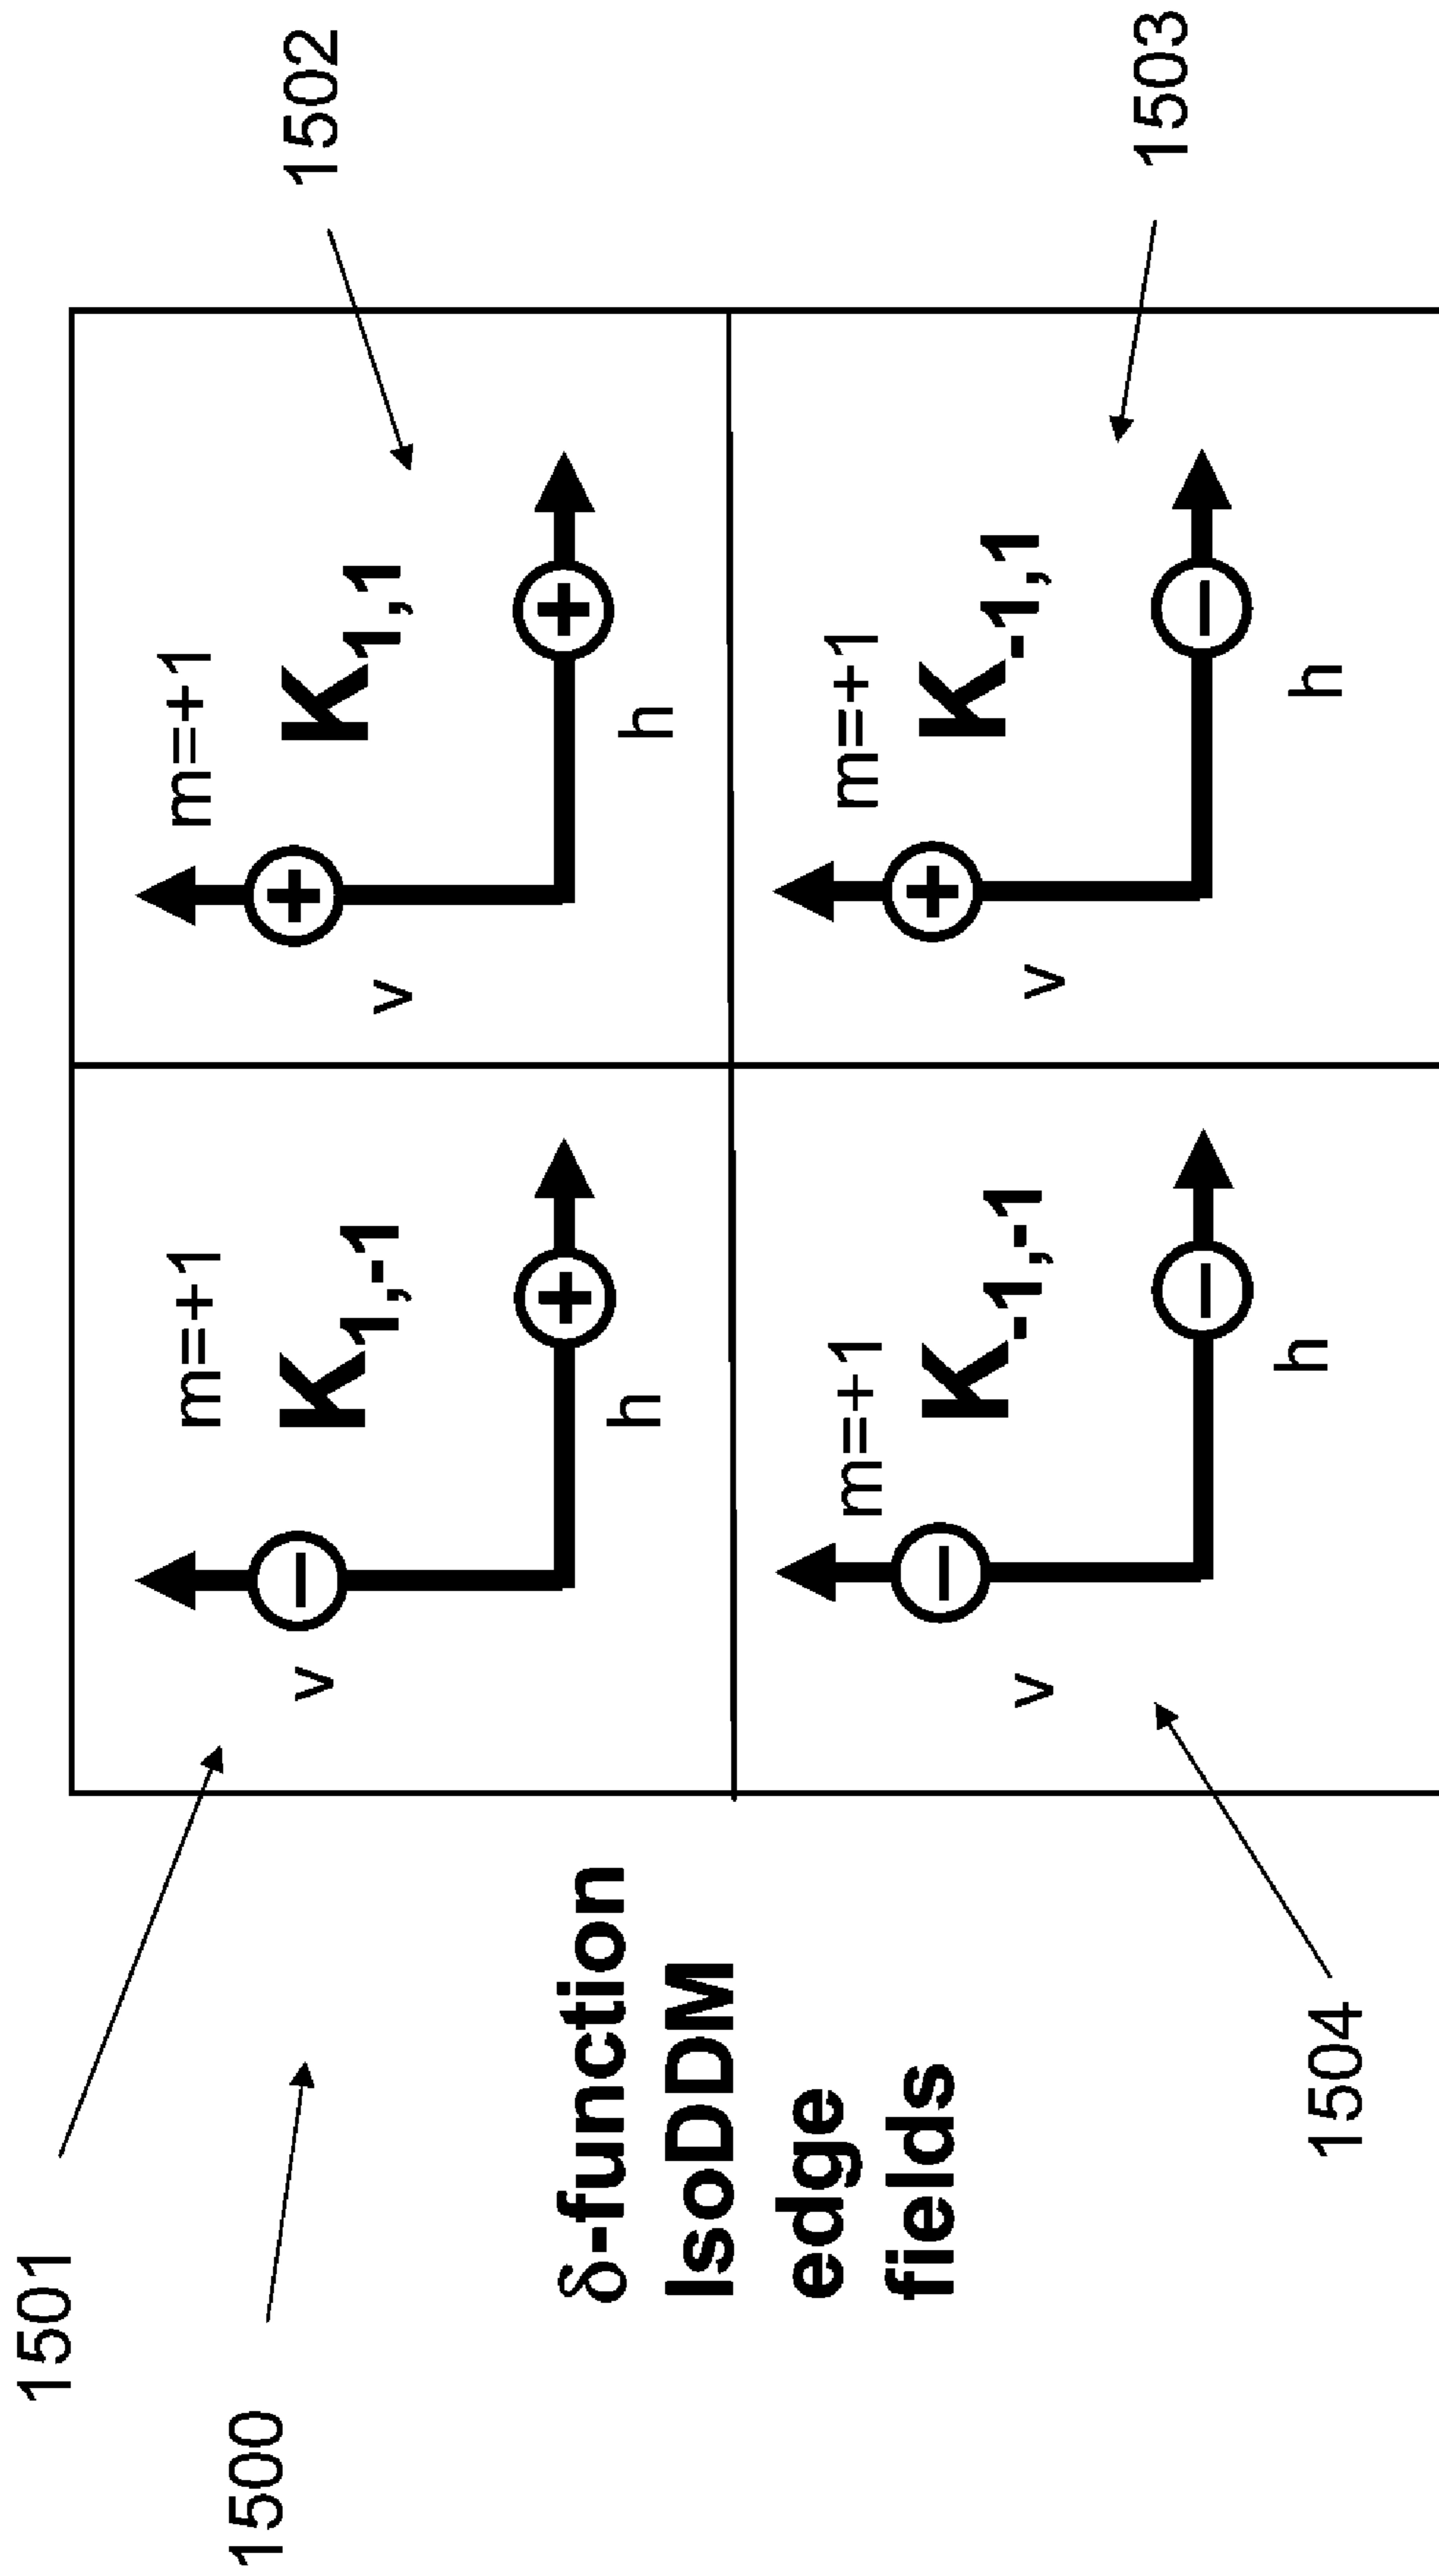 1501
1500
1502
m=+1
K1,-1
v
h
m=+1
K1,1
v
h
δ-function
IsoDDM
edge
fields
m=+1
K-1,-1
v
h
m=+1
K-1,1
v
h
1504
1503